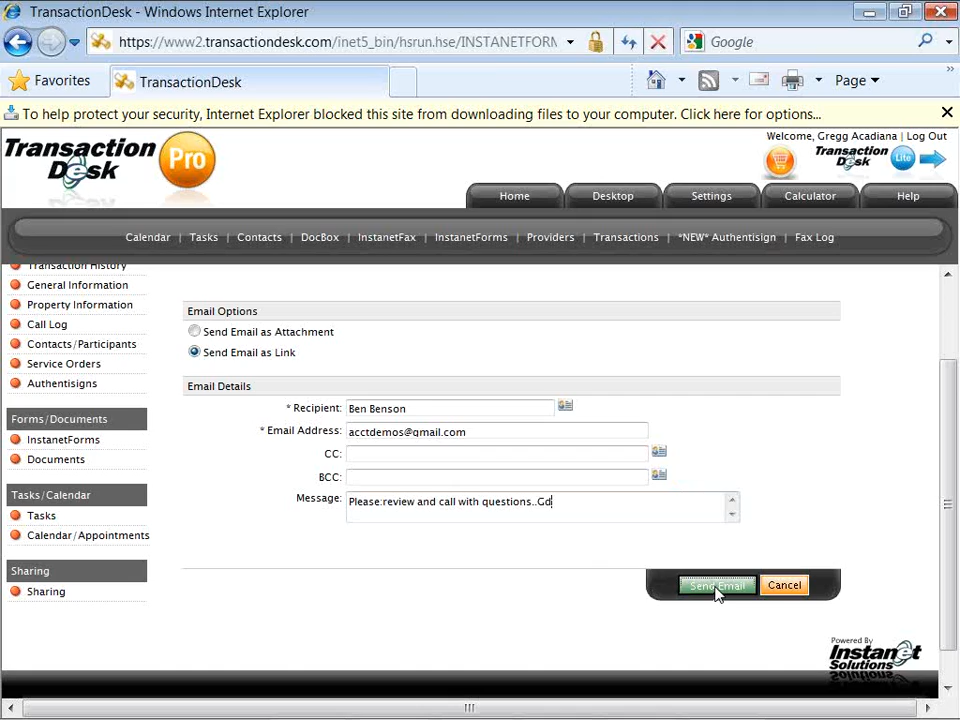 TransactionDesk - Windows Internet Explorer
https://www2.transactiondesk.com/inet5_bin/hsrun.hse/INSTANETFORM
Google
Favorites
TransactionDesk
Page
To help protect your security, Internet Explorer blocked this site from downloading files to your computer. Click here for options...
Transaction Desk Pro
Welcome, Gregg Acadiana | Log Out
Transaction Desk Lite
Home Desktop Settings Calculator Help
Calendar | Tasks | Contacts | DocBox | InstanetFax | InstanetForms | Providers | Transactions | *NEW* Authentisign | Fax Log
Transaction History
General Information
Property Information
Call Log
Contacts/Participants
Service Orders
Authentisigns
Forms/Documents
InstanetForms
Documents
Tasks/Calendar
Tasks
Calendar/Appointments
Sharing
Sharing
Email Options
Send Email as Attachment
Send Email as Link
Email Details
* Recipient: Ben Benson
* Email Address: acctdemos@gmail.com
CC:
BCC:
Message: Please:review and call with questions..Gd
Send Email Cancel
Powered By
Instanet
Solutions